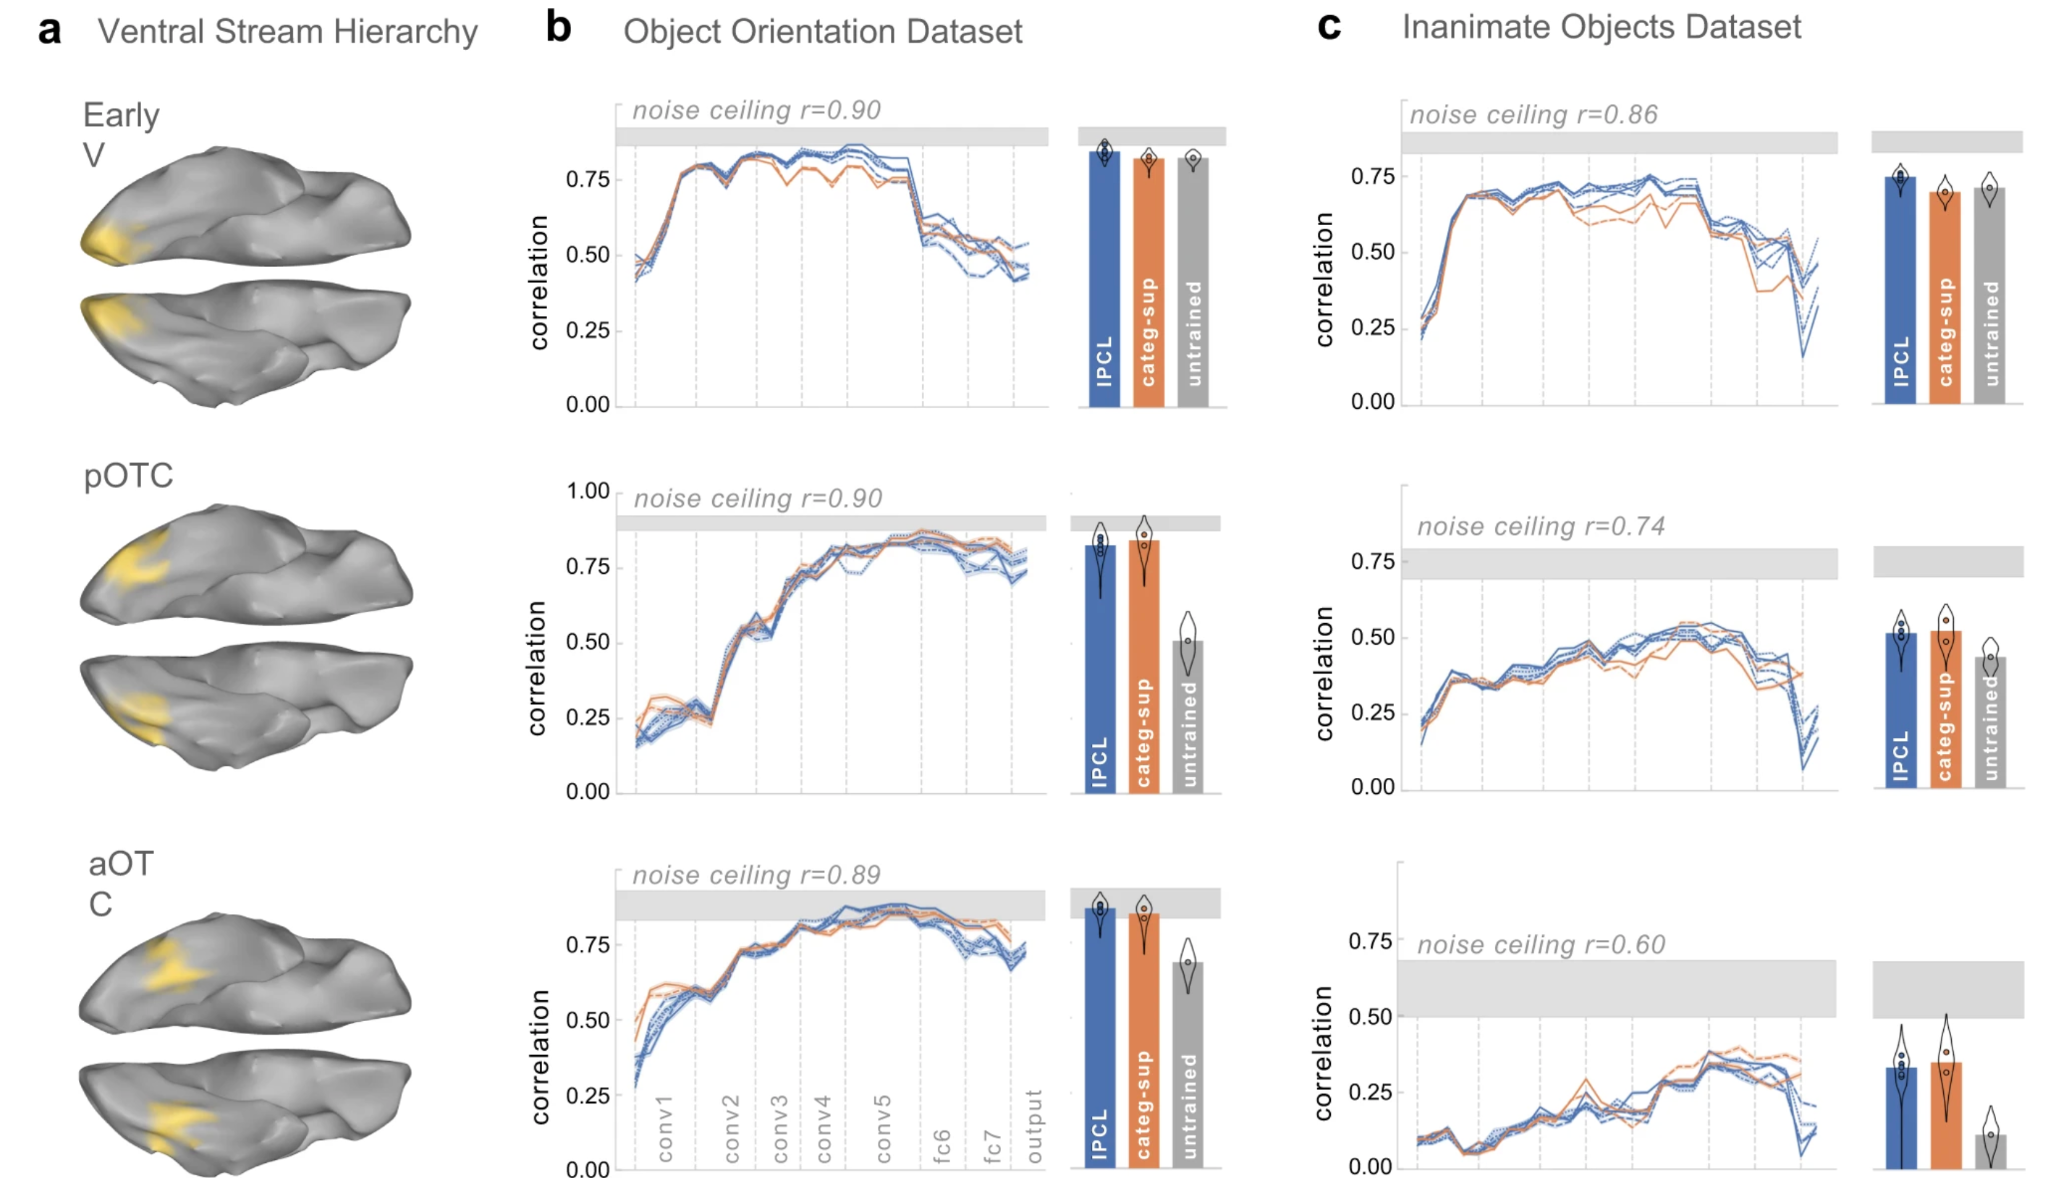 a Ventral Stream Hierarchy
b Object Orientation Dataset
c Inanimate Objects Dataset
Early
V
noise ceiling r=0.90
0.75
0.50
0.25
0.00
correlation
IPCL
categ-sup
untrained
noise ceiling r=0.86
0.75
0.50
0.25
0.00
correlation
IPCL
categ-sup
untrained
pOTC
noise ceiling r=0.90
1.00
0.75
0.50
0.25
0.00
correlation
IPCL
categ-sup
untrained
noise ceiling r=0.74
0.75
0.50
0.25
0.00
correlation
IPCL
categ-sup
untrained
aOT
C
noise ceiling r=0.89
0.75
0.50
0.25
0.00
correlation
conv1
conv2
conv3
conv4
conv5
fc6
fc7
output
IPCL
categ-sup
untrained
noise ceiling r=0.60
0.75
0.50
0.25
0.00
correlation